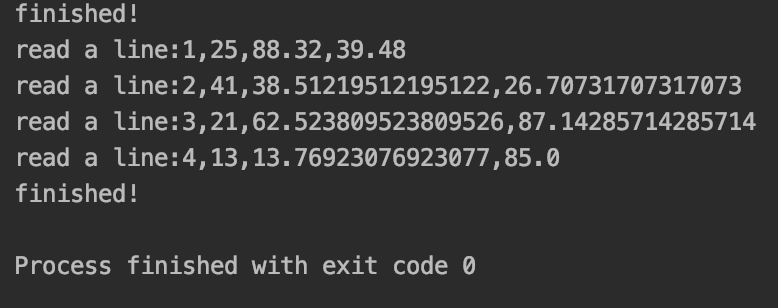 finished!
read a line:1,25,88.32,39.48
read a line:2,41,38.51219512195122,26.70731707317073
read a line:3,21,62.523809523809526,87.14285714285714
read a line:4,13,13.76923076923077,85.0
finished!
Process finished with exit code 0